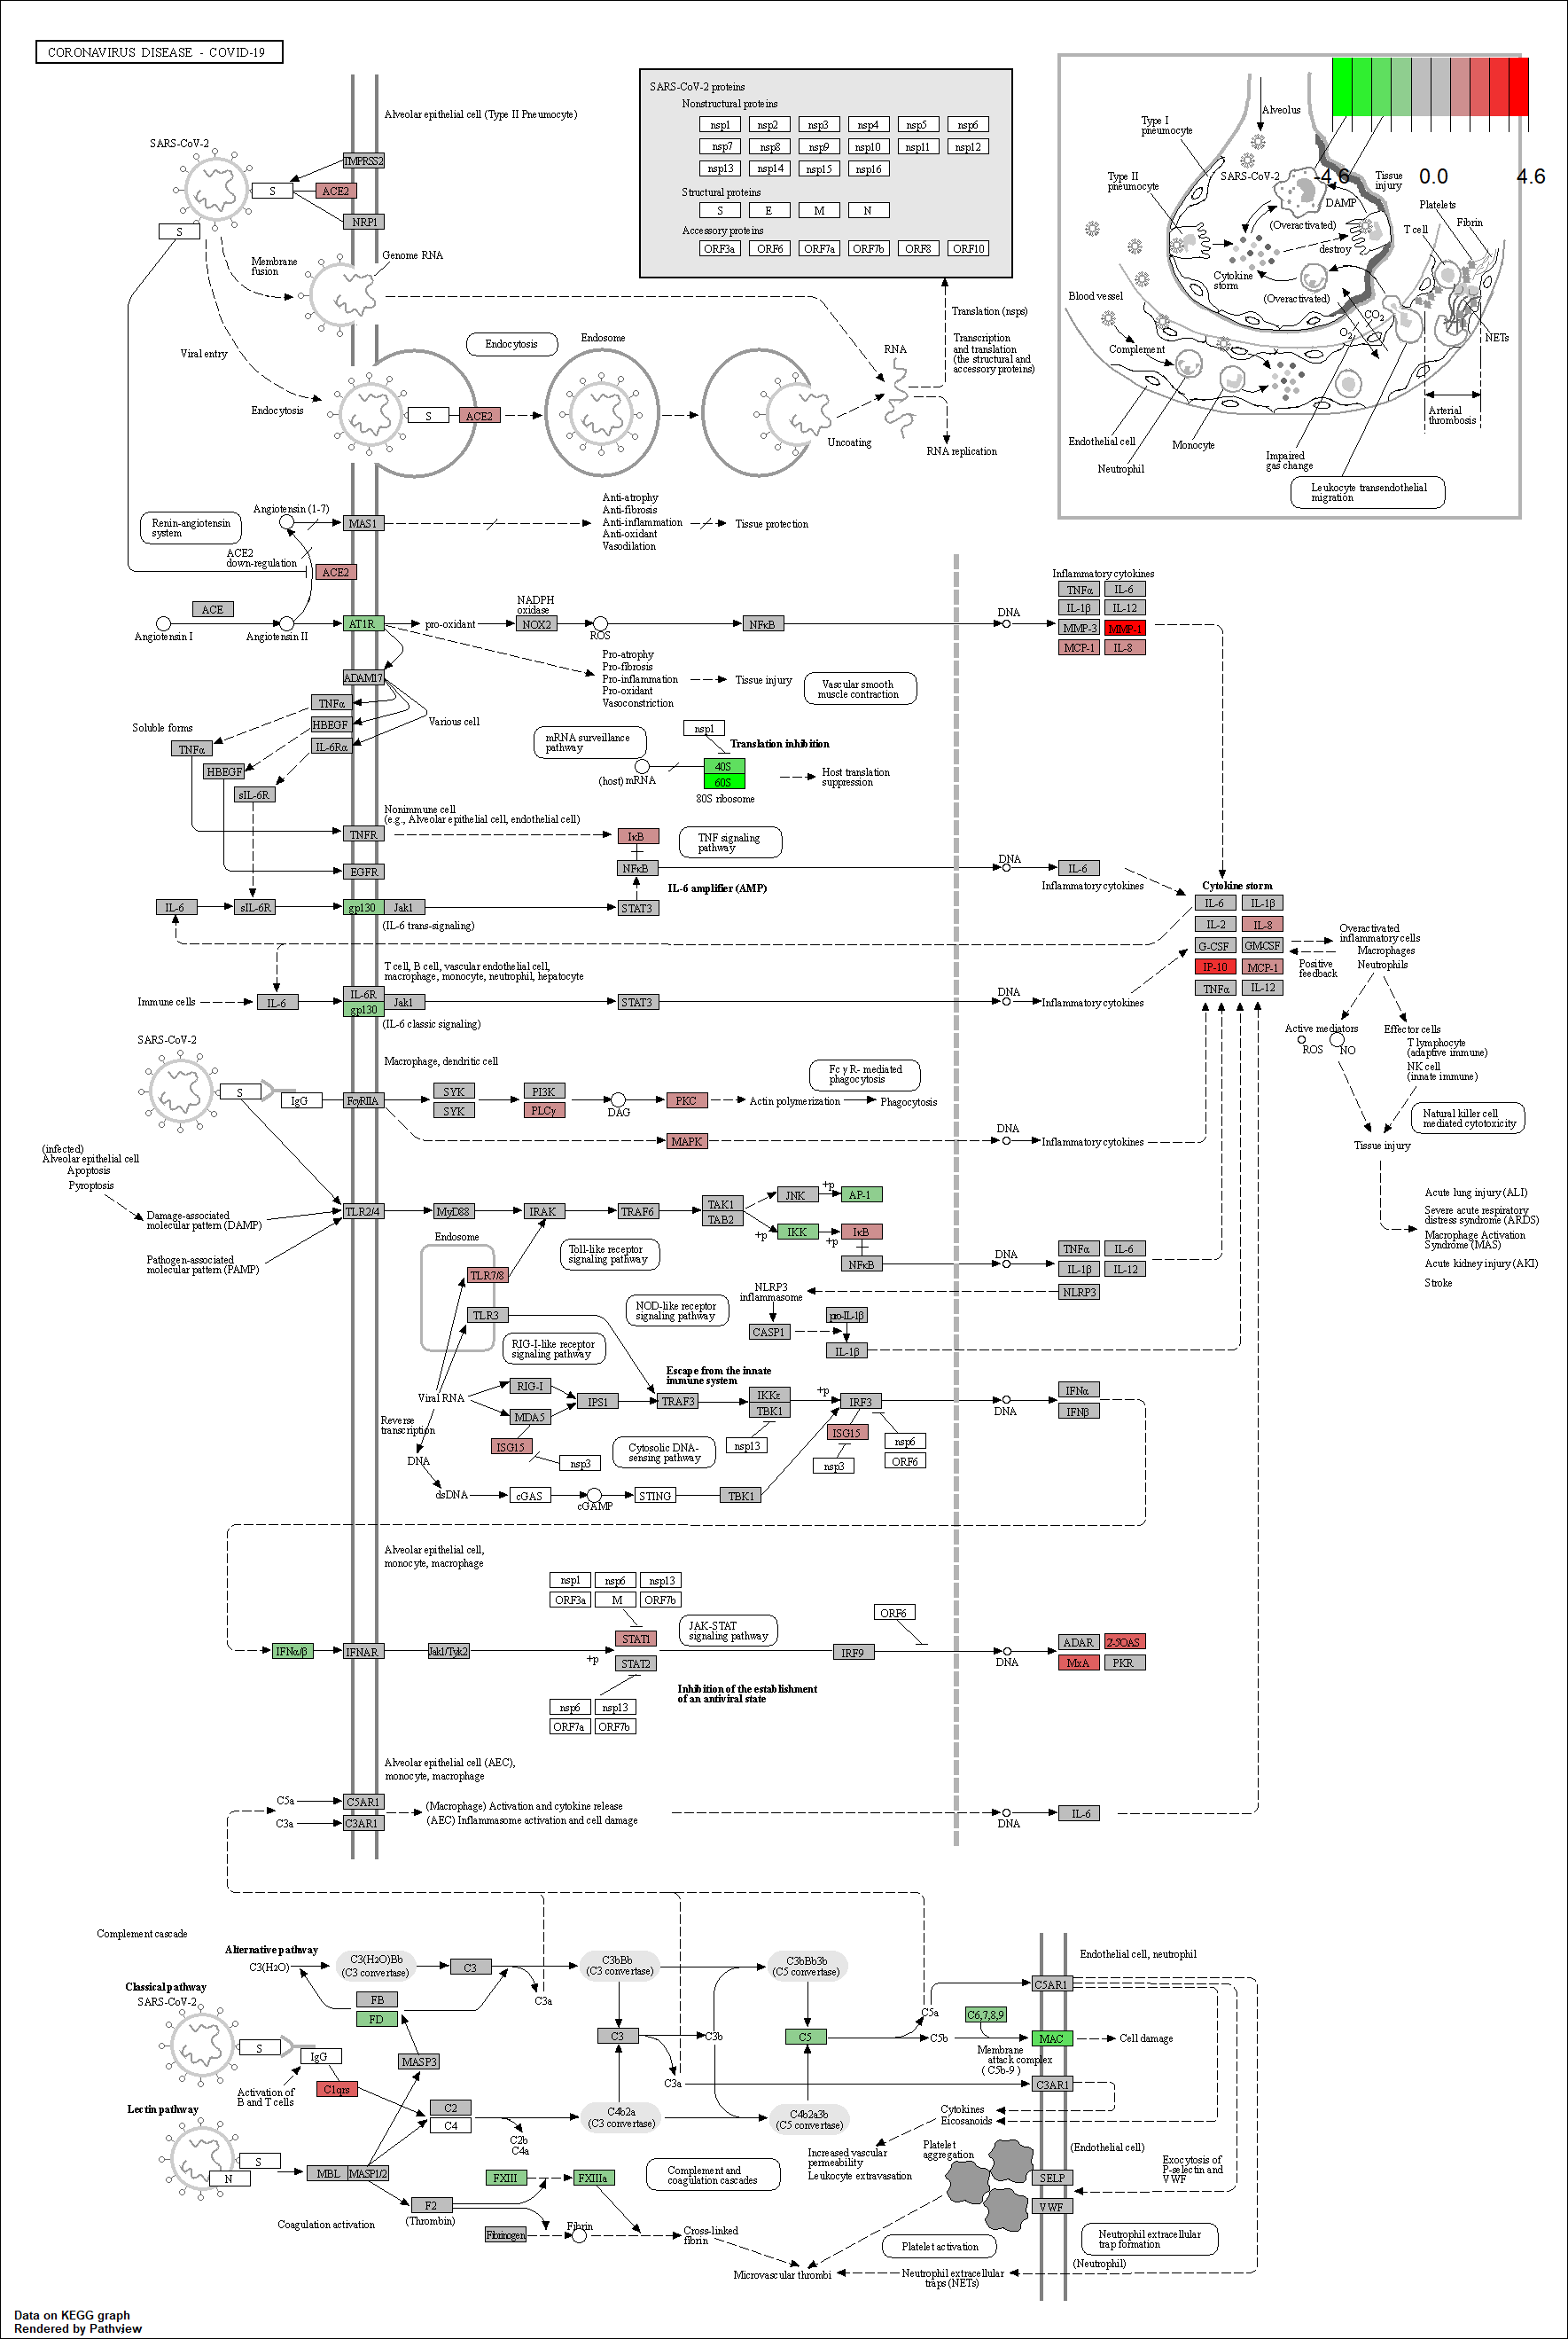 CORONAVIRUS DISEASE - COVID-19
Alveolar epithelial cell (Type II Pneumocyte)
SARS-CoV-2
TMPRSS2
S
ACE2
NRP1
S
Membrane
fusion
Genome RNA
Viral entry
Endocytosis
SARS-CoV-2 proteins
Nonstructural proteins
nsp1 nsp2 nsp3 nsp4 nsp5 nsp6
nsp7 nsp8 nsp9 nsp10 nsp11 nsp12
nsp13 nsp14 nsp15 nsp16
Structural proteins
S E M N
Accessory proteins
ORF3a ORF6 ORF7a ORF7b ORF8 ORF10
Translation (nsps)
Transcription
and translation
(the structural and
accessory proteins)
Endocytosis
Endosome
S ACE2
Uncoating
RNA
RNA replication
-4.6 0.0 4.6
Alveolus
Type I
pneumocyte
Type II
pneumocyte
SARS-CoV-2
DAMP
(Overactivated)
Tissue
injury
Platelets
Fibrin
T cell
destroy
Cytokine
storm
(Overactivated)
Blood vessel
Complement
O2
CO2
NETs
Endothelial cell
Neutrophil
Monocyte
Impaired
gas change
Arterial
thrombosis
Leukocyte transendothelial
migration
Renin-angiotensin
system
Angiotensin (1-7)
MAS1
Anti-atrophy
Anti-fibrosis
Anti-inflammation
Anti-oxidant
Vasodilation
Tissue protection
ACE2
down-regulation
ACE2
ACE
Angiotensin I
Angiotensin II
AT1R
pro-oxidant
NADPH
oxidase
NOX2
ROS
NFκB
DNA
Inflammatory cytokines
TNFα IL-6
IL-1β IL-12
MMP-3 MMP-1
MCP-1 IL-8
Pro-atrophy
Pro-fibrosis
Pro-inflammation
Pro-oxidant
Vasoconstriction
Tissue injury
Vascular smooth
muscle contraction
ADAM17
TNFα
HBEGF
IL-6Rα
Various cell
Soluble forms
TNFα
HBEGF
sIL-6R
mRNA surveillance
pathway
nsp1
Translation inhibition
(host) mRNA
40S
60S
80S ribosome
Host translation
suppression
Nonimmune cell
(e.g., Alveolar epithelial cell, endothelial cell)
TNFR
IκB
TNF signaling
pathway
EGFR
NFκB
DNA
IL-6
Inflammatory cytokines
IL-6 amplifier (AMP)
IL-6 sIL-6R gp130 Jak1 STAT3
(IL-6 trans-signaling)
Cytokine storm
IL-6 IL-1β
IL-2 IL-8
G-CSF GMCSF
IP-10 MCP-1
TNFα IL-12
Positive
feedback
Overactivated
inflammatory cells
Macrophages
Neutrophils
T cell, B cell, vascular endothelial cell,
macrophage, monocyte, neutrophil, hepatocyte
Immune cells
IL-6
IL-6R
gp130
Jak1
STAT3
DNA
Inflammatory cytokines
(IL-6 classic signaling)
Active mediators
ROS NO
Effector cells
T lymphocyte
(adaptive immune)
NK cell
(innate immune)
Natural killer cell
mediated cytotoxicity
Tissue injury
SARS-CoV-2
Macrophage, dendritic cell
S IgG FcγRIIA
SYK
SYK
PI3K
PLCγ
DAG
PKC
Actin polymerization
Phagocytosis
Fc γ R- mediated
phagocytosis
MAPK
DNA
Inflammatory cytokines
(infected)
Alveolar epithelial cell
Apoptosis
Pyroptosis
Damage-associated
molecular pattern (DAMP)
Pathogen-associated
molecular pattern (PAMP)
TLR2/4 MyD88 IRAK TRAF6
TAK1
TAB2
JNK +p AP-1
+p IKK +p IκB
NFκB
DNA
TNFα IL-6
IL-1β IL-12
NLRP3
Acute lung injury (ALI)
Severe acute respiratory
distress syndrome (ARDS)
Macrophage Activation
Syndrome (MAS)
Acute kidney injury (AKI)
Stroke
Endosome
TLR7/8
TLR3
Toll-like receptor
signaling pathway
NOD-like receptor
signaling pathway
NLRP3
inflammasome
CASP1
pro-IL-1β
IL-1β
RIG-I-like receptor
signaling pathway
Escape from the innate
immune system
Viral RNA
RIG-I
MDA5
IPS1
TRAF3
IKKε
TBK1
+p
IRF3
DNA
IFNα
IFNβ
Reverse
transcription
ISG15
nsp3
Cytosolic DNA-
sensing pathway
nsp13
ISG15
nsp3
nsp6
ORF6
DNA
dsDNA
cGAS
cGAMP
STING
TBK1
Alveolar epithelial cell,
monocyte, macrophage
nsp1 nsp6 nsp13
ORF3a M ORF7b
JAK-STAT
signaling pathway
ORF6
IFNα/β IFNAR Jak1/Tyk2
+p
STAT1
STAT2
IRF9
DNA
ADAR 2-5OAS
MxA PKR
Inhibition of the establishment
of an antiviral state
nsp6 nsp13
ORF7a ORF7b
Alveolar epithelial cell (AEC),
monocyte, macrophage
C5a C5AR1
C3a C3AR1
(Macrophage) Activation and cytokine release
(AEC) Inflammasome activation and cell damage
DNA
IL-6
Complement cascade
Alternative pathway
C3(H2O)
C3(H2O)Bb
(C3 convertase)
C3
C3a
C3bBb
(C3 convertase)
C3bBb3b
(C5 convertase)
Endothelial cell, neutrophil
C5AR1
Classical pathway
SARS-CoV-2
FB
FD
S
IgG
MASP3
C3
C3b
C3a
C5
C5a
C5b
C6,7,8,9
MAC
Membrane
attack complex
( C5b-9 )
Cell damage
C3AR1
Activation of
B and T cells
C1qrs
Lectin pathway
C2
C4
C2b
C4a
C4b2a
(C3 convertase)
C4b2a3b
(C5 convertase)
Cytokines
Eicosanoids
Increased vascular
permeability
Leukocyte extravasation
S
N
MBL MASP1/2
FXIII FXIIIa
Complement and
coagulation cascades
Platelet
aggregation
(Endothelial cell)
SELP
VWF
Exocytosis of
P-selectin and
VWF
Coagulation activation
F2
(Thrombin)
Fibrinogen
Fibrin
Cross-linked
fibrin
Platelet activation
Neutrophil extracellular
trap formation
(Neutrophil)
Microvascular thrombi
Neutrophil extracellular
traps (NETs)
Data on KEGG graph
Rendered by Pathview